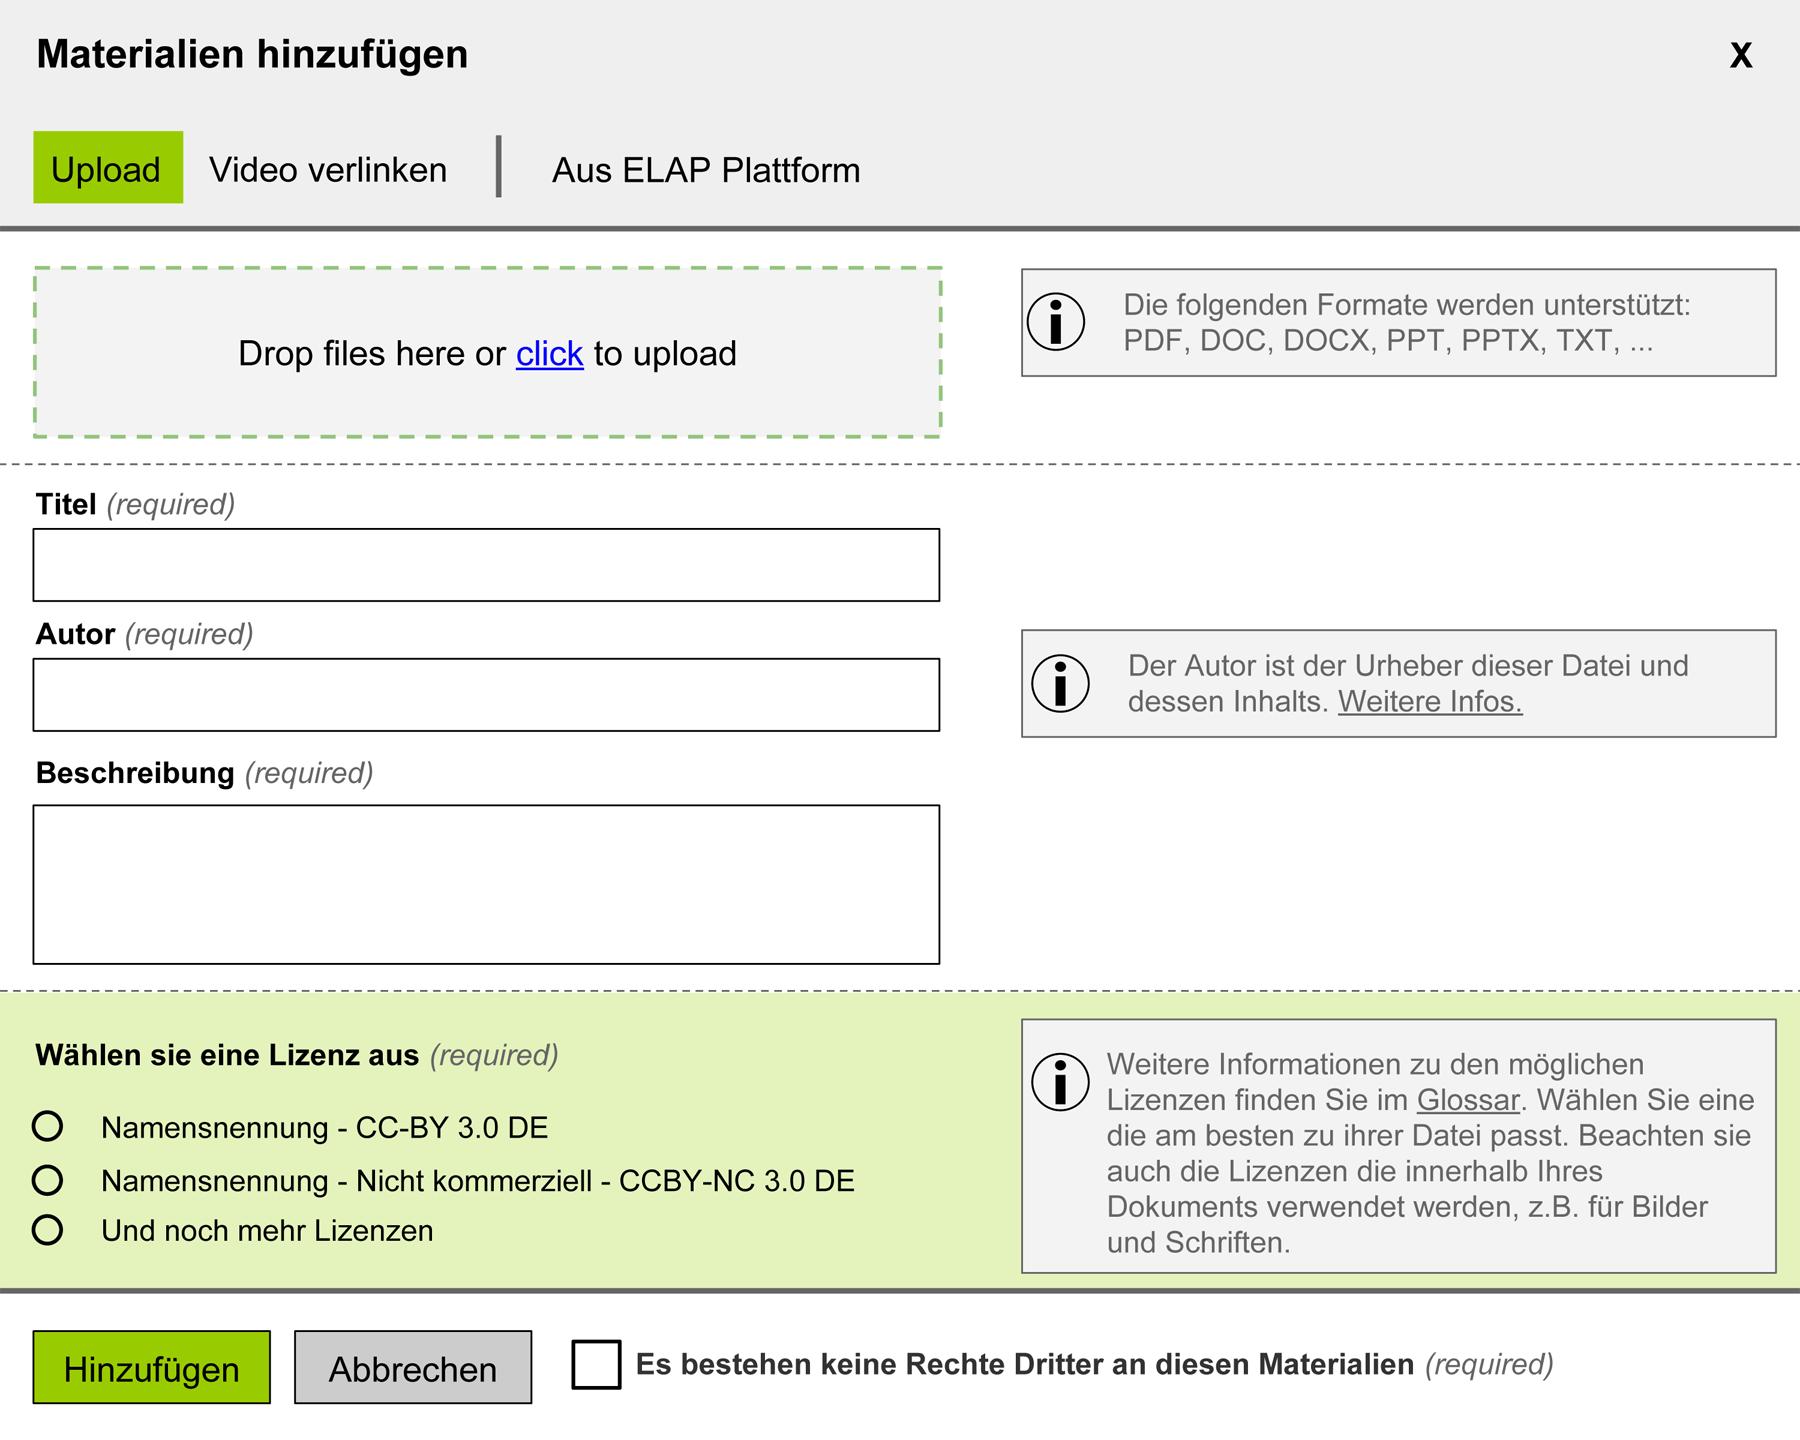 Materialien hinzufügen
X
Upload
Video verlinken
Aus ELAP Plattform
Drop files here or click to upload
Die folgenden Formate werden unterstützt:
PDF, DOC, DOCX, PPT, PPTX, TXT, ...
Titel (required)
Autor (required)
Der Autor ist der Urheber dieser Datei und
dessen Inhalts. Weitere Infos.
Beschreibung (required)
Wählen sie eine Lizenz aus (required)
Namensnennung - CC-BY 3.0 DE
Namensnennung - Nicht kommerziell - CCBY-NC 3.0 DE
Und noch mehr Lizenzen
Weitere Informationen zu den möglichen
Lizenzen finden Sie im Glossar. Wählen Sie eine
die am besten zu ihrer Datei passt. Beachten sie
auch die Lizenzen die innerhalb Ihres
Dokuments verwendet werden, z.B. für Bilder
und Schriften.
Hinzufügen
Abbrechen
Es bestehen keine Rechte Dritter an diesen Materialien (required)